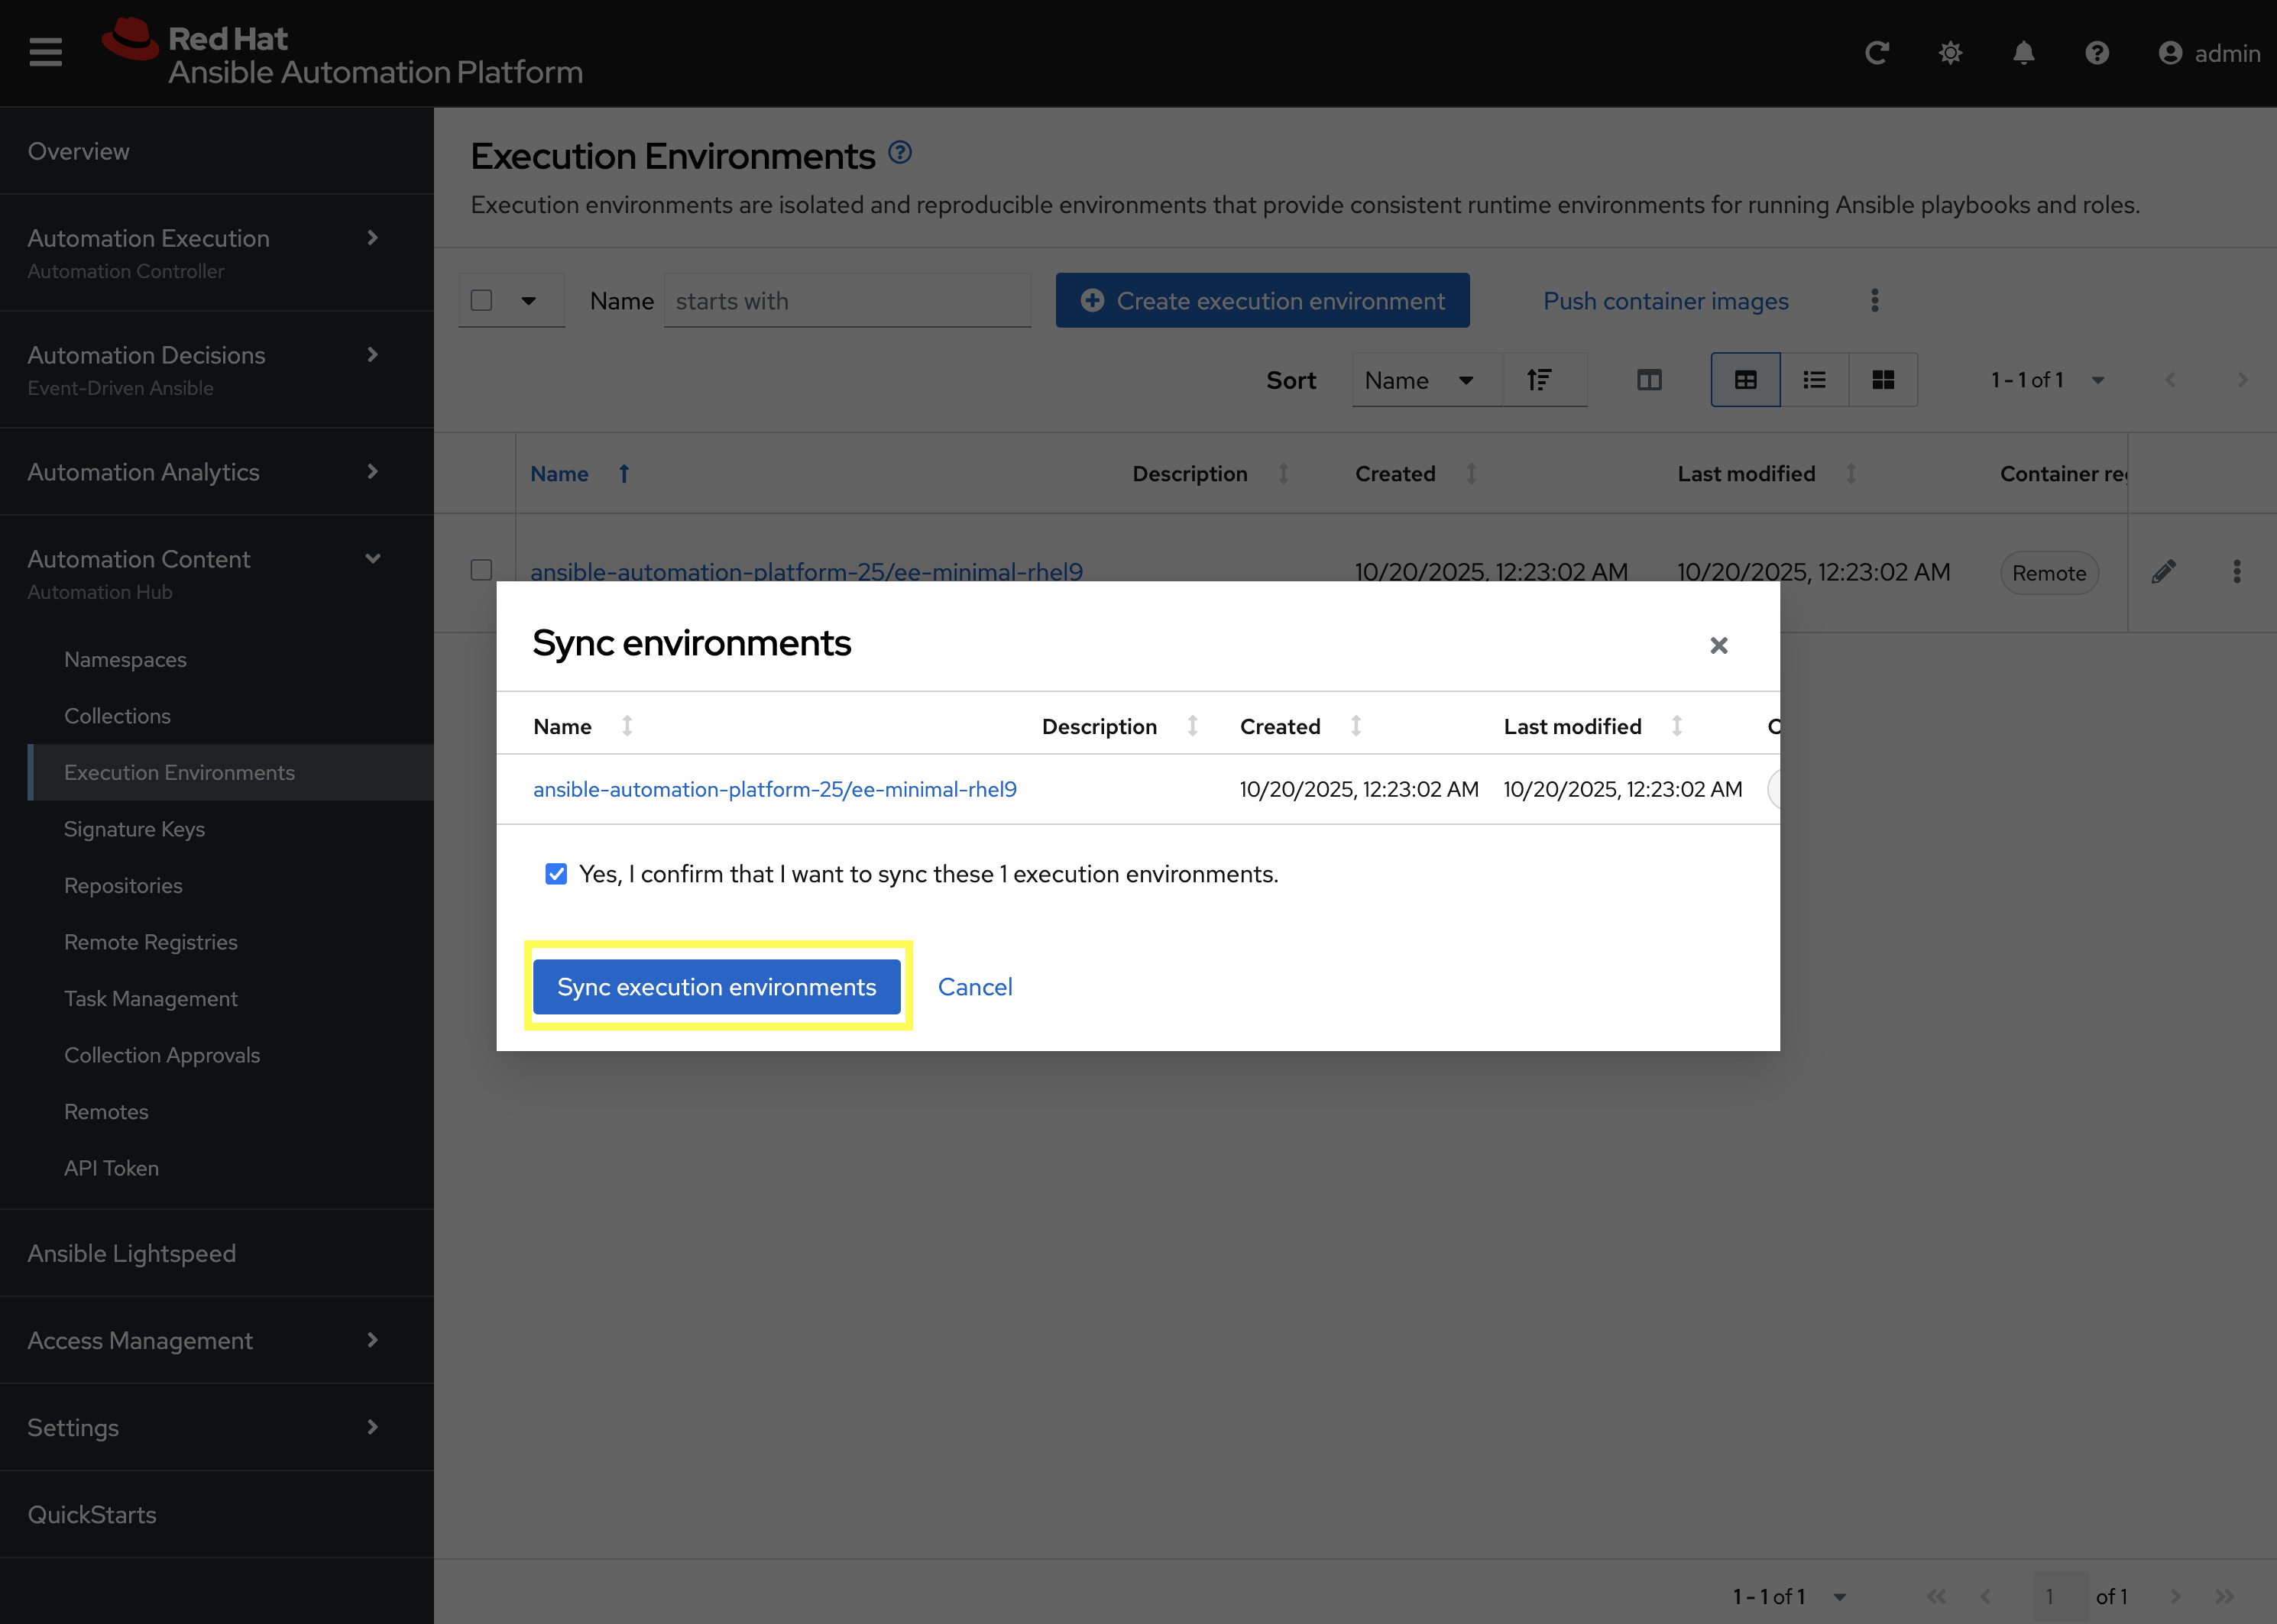 Red Hat
Ansible Automation Platform
admin
Overview
Automation Execution
Automation Controller
Automation Decisions
Event-Driven Ansible
Automation Analytics
Automation Content
Automation Hub
Namespaces
Collections
Execution Environments
Signature Keys
Repositories
Remote Registries
Task Management
Collection Approvals
Remotes
API Token
Ansible Lightspeed
Access Management
Settings
QuickStarts
Execution Environments
Execution environments are isolated and reproducible environments that provide consistent runtime environments for running Ansible playbooks and roles.
Name starts with Create execution environment Push container images
Sort Name 1 - 1 of 1
Name Description Created Last modified Container
ansible-automation-platform-25/ee-minimal-rhel9 10/20/2025, 12:23:02 AM 10/20/2025, 12:23:02 AM Remote
Sync environments
Name Description Created Last modified
ansible-automation-platform-25/ee-minimal-rhel9 10/20/2025, 12:23:02 AM 10/20/2025, 12:23:02 AM
Yes, I confirm that I want to sync these 1 execution environments.
Sync execution environments Cancel
1 - 1 of 1 1 of 1